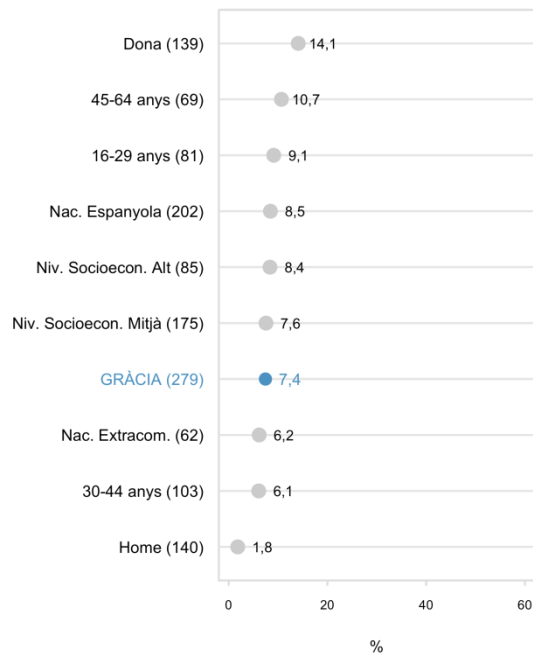 Dona (139) 14,1
45-64 anys (69) 10,7
16-29 anys (81) 9,1
Nac. Espanyola (202) 8,5
Niv. Socioecon. Alt (85) 8,4
Niv. Socioecon. Mitjà (175) 7,6
GRÀCIA (279) 7,4
Nac. Extracom. (62) 6,2
30-44 anys (103) 6,1
Home (140) 1,8
0 20 40 60
%